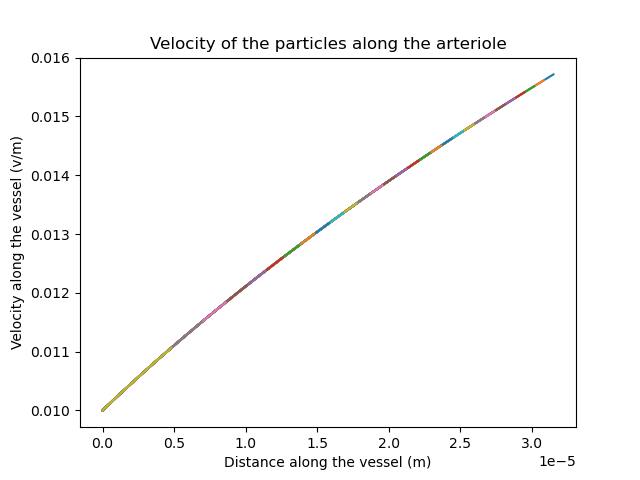 Velocity of the particles along the arteriole
Velocity along the vessel (v/m)
0.016
0.015
0.014
0.013
0.012
0.011
0.010
0.0 0.5 1.0 1.5 2.0 2.5 3.0
1e−5
Distance along the vessel (m)